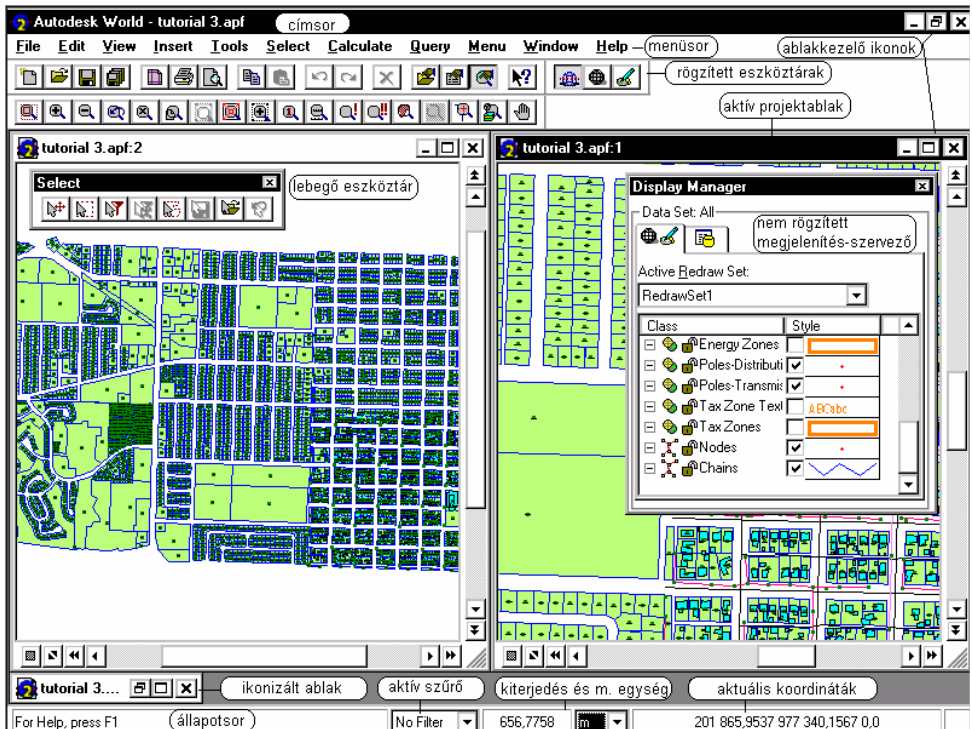 Autodesk World - tutorial 3.apf
címsor
File Edit View Insert Tools Select Calculate Query Menu Window Help
menüsor
ablakkezelő ikonok
rögzített eszköztárak
aktív projektablak
tutorial 3.apf:2
tutorial 3.apf:1
Select
lebegő eszköztár
Display Manager
Data Set: All
nem rögzített
megjelenítés-szervező
Active Redraw Set:
RedrawSet1
Class Style
Energy Zones
Poles-Distributi
Poles-Transmis
Tax Zone Text ABCabc
Tax Zones
Nodes
Chains
tutorial 3....
ikonizált ablak
aktív szűrő
kiterjedés és m. egység
aktuális koordináták
For Help, press F1
állapotsor
No Filter
656,7758
m
201 865,9537 977 340,1567 0,0